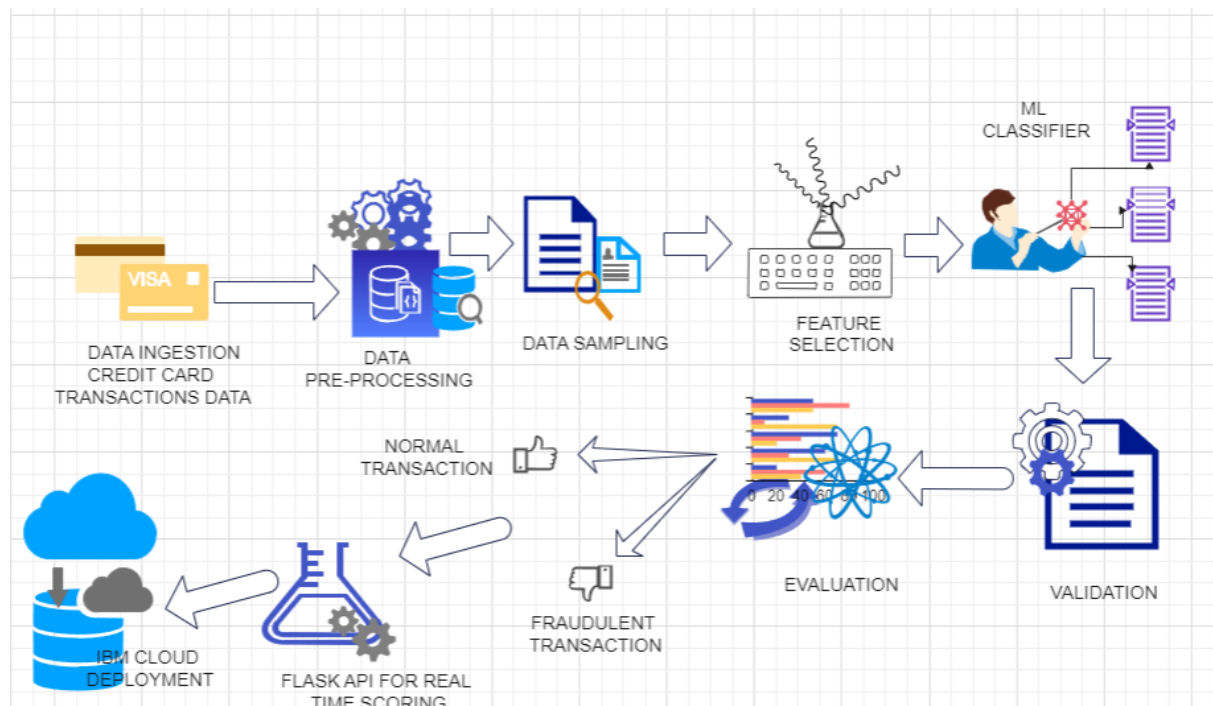 ML
CLASSIFIER
VISA
DATA INGESTION
CREDIT CARD
TRANSACTIONS DATA
DATA
PRE-PROCESSING
DATA SAMPLING
FEATURE
SELECTION
NORMAL
TRANSACTION
0 20 40 60 80 100
EVALUATION
VALIDATION
FRAUDULENT
TRANSACTION
IBM CLOUD
DEPLOYMENT
FLASK API FOR REAL
TIME SCORING